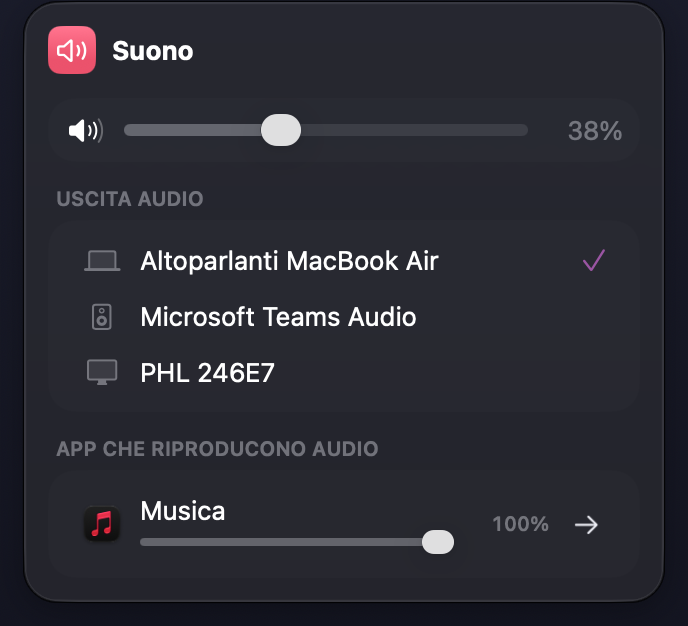 Suono
38%
USCITA AUDIO
Altoparlanti MacBook Air
Microsoft Teams Audio
PHL 246E7
APP CHE RIPRODUCONO AUDIO
Musica
100%